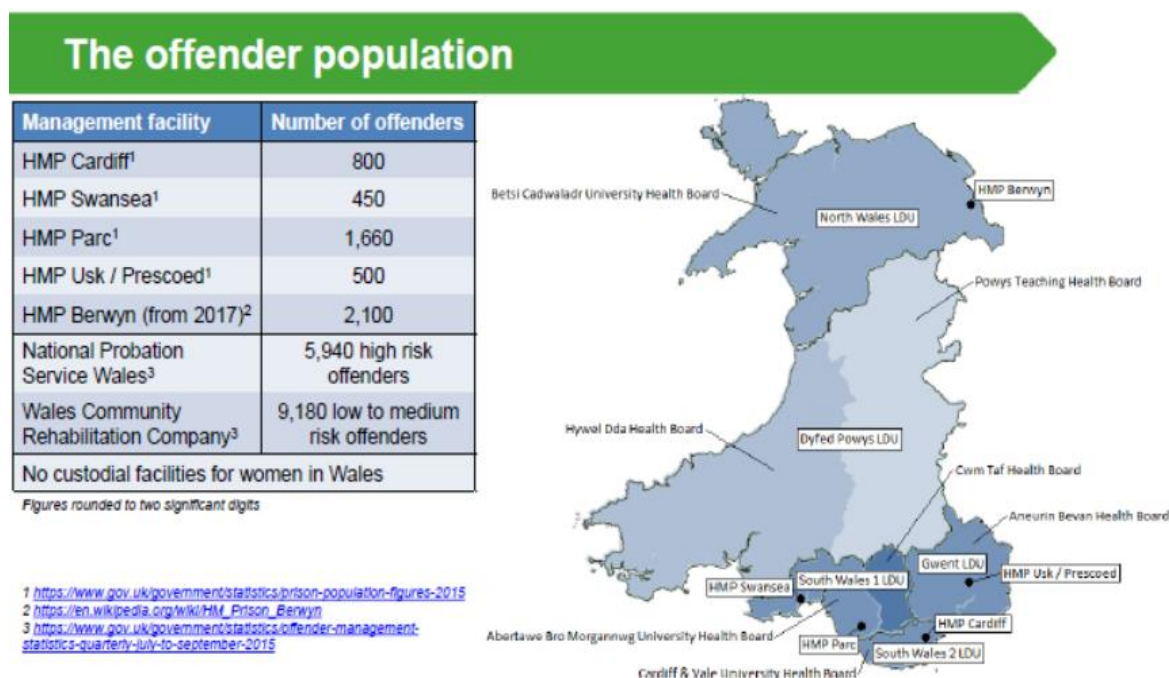 The offender population
Management facility Number of offenders
HMP Cardiff¹ 800
HMP Swansea¹ 450
HMP Parc¹ 1,660
HMP Usk / Prescoed¹ 500
HMP Berwyn (from 2017)² 2,100
National Probation
Service Wales³
5,940 high risk
offenders
Wales Community
Rehabilitation Company³
9,180 low to medium
risk offenders
No custodial facilities for women in Wales
Figures rounded to two significant digits
1 https://www.gov.uk/government/statistics/prison-population-figures-2015
2 https://en.wikipedia.org/wiki/HM_Prison_Berwyn
3 https://www.gov.uk/government/statistics/offender-management-
statistics-quarterly-july-to-september-2015
Betsi Cadwaladr University Health Board
HMP Berwyn
North Wales LDU
Powys Teaching Health Board
Hywel Dda Health Board
Dyfed Powys LDU
Cwm Taf Health Board
Aneurin Bevan Health Board
Gwent LDU
HMP Swansea
South Wales 1 LDU
HMP Usk / Prescoed
HMP Cardiff
Abertawe Bro Morgannwg University Health Board
HMP Parc
South Wales 2 LDU
Cardiff & Vale University Health Board